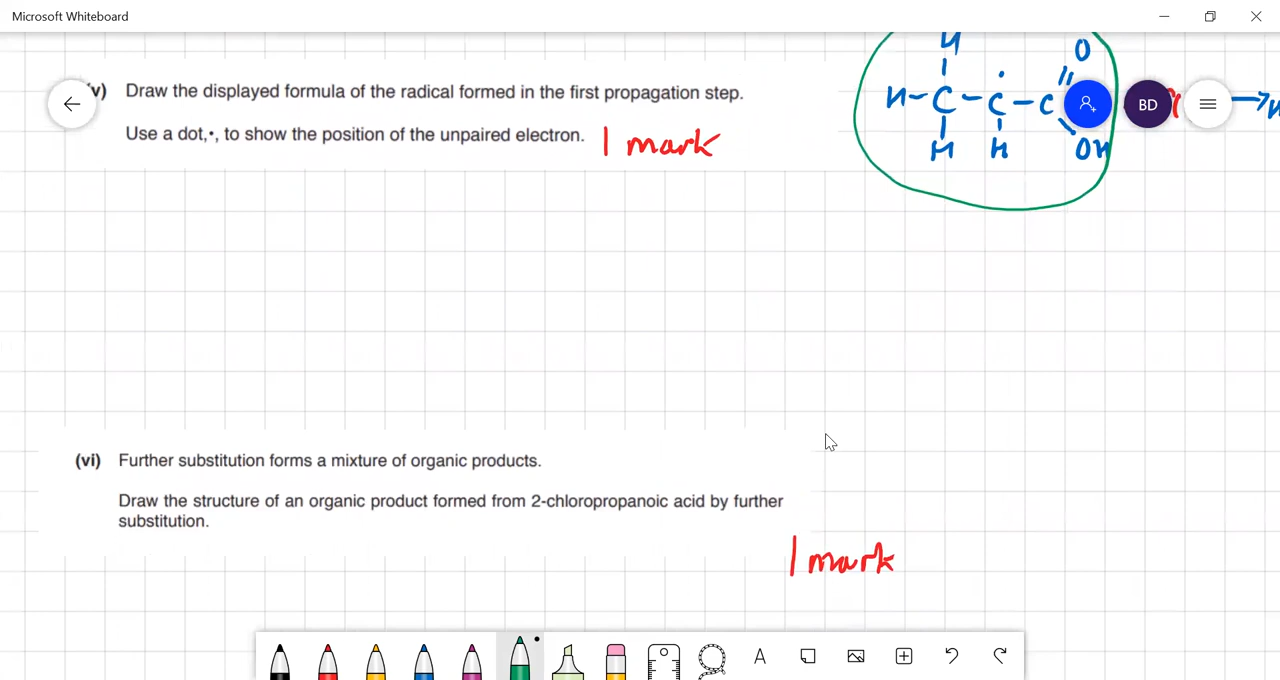 Microsoft Whiteboard
v) Draw the displayed formula of the radical formed in the first propagation step.
Use a dot,•, to show the position of the unpaired electron. 1 mark
H O
H – C – C – C
H H OH
BD
(vi) Further substitution forms a mixture of organic products.
Draw the structure of an organic product formed from 2-chloropropanoic acid by further
substitution.
1 mark